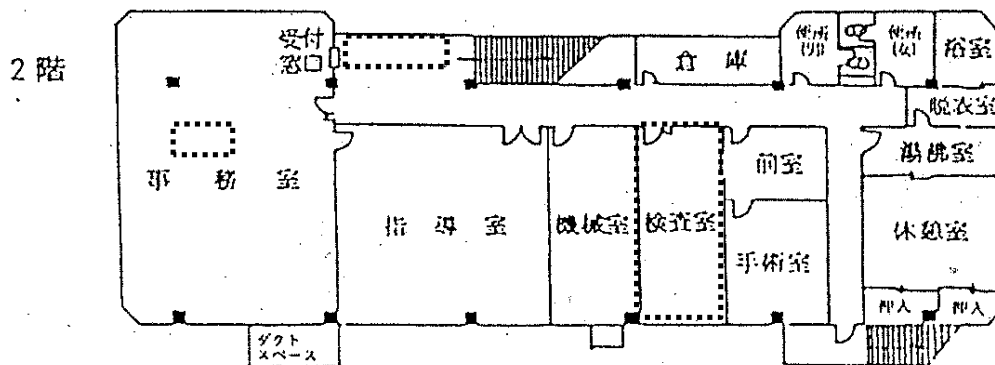 2階
受付
窓口
事務室
ダクト
スペース
指導室
機械室
検査室
倉庫
前室
手術室
便所
(男)
便所
(女)
浴室
脱衣室
湯沸室
休憩室
押入
押入